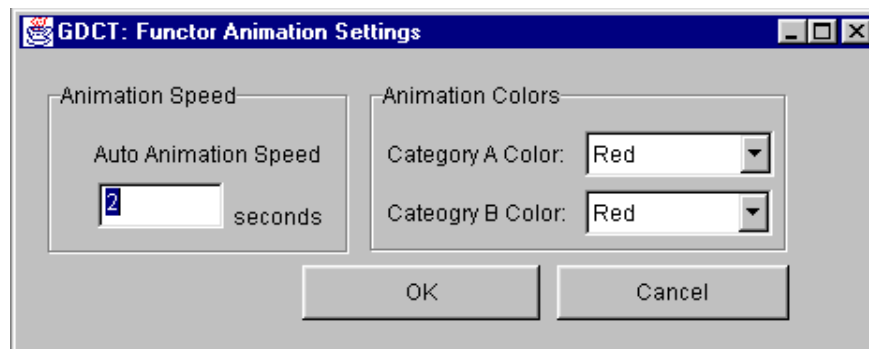 GDCT: Functor Animation Settings
Animation Speed
Auto Animation Speed
2
seconds
Animation Colors
Category A Color: Red
Cateogry B Color: Red
OK
Cancel